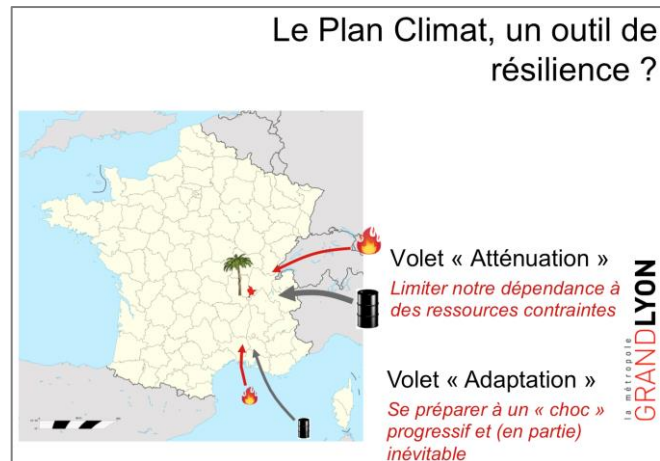 Le Plan Climat, un outil de
résilience ?
Volet « Atténuation »
Limiter notre dépendance à
des ressources contraintes
Volet « Adaptation »
Se préparer à un « choc »
progressif et (en partie)
inévitable
la métropole
GRANDLYON